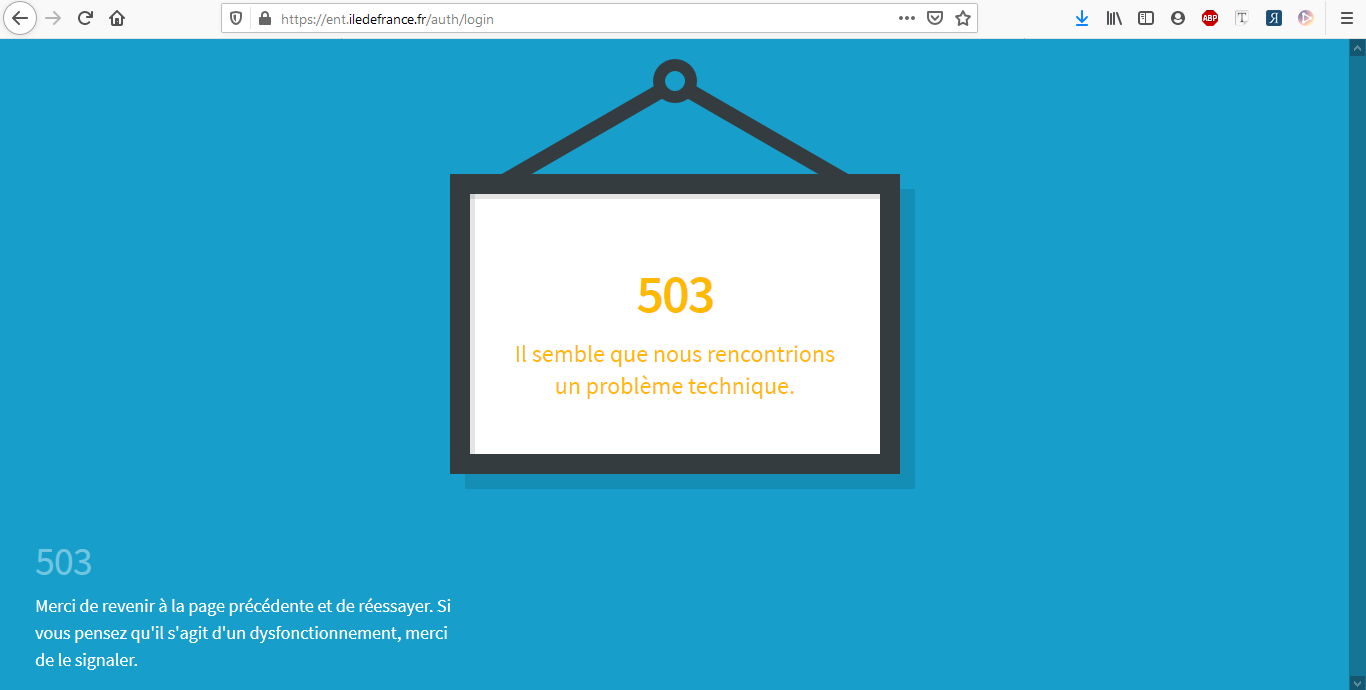 https://ent.iledefrance.fr/auth/login
ABP
T
Я
503
Il semble que nous rencontrions
un problème technique.
503
Merci de revenir à la page précédente et de réessayer. Si
vous pensez qu'il s'agit d'un dysfonctionnement, merci
de le signaler.